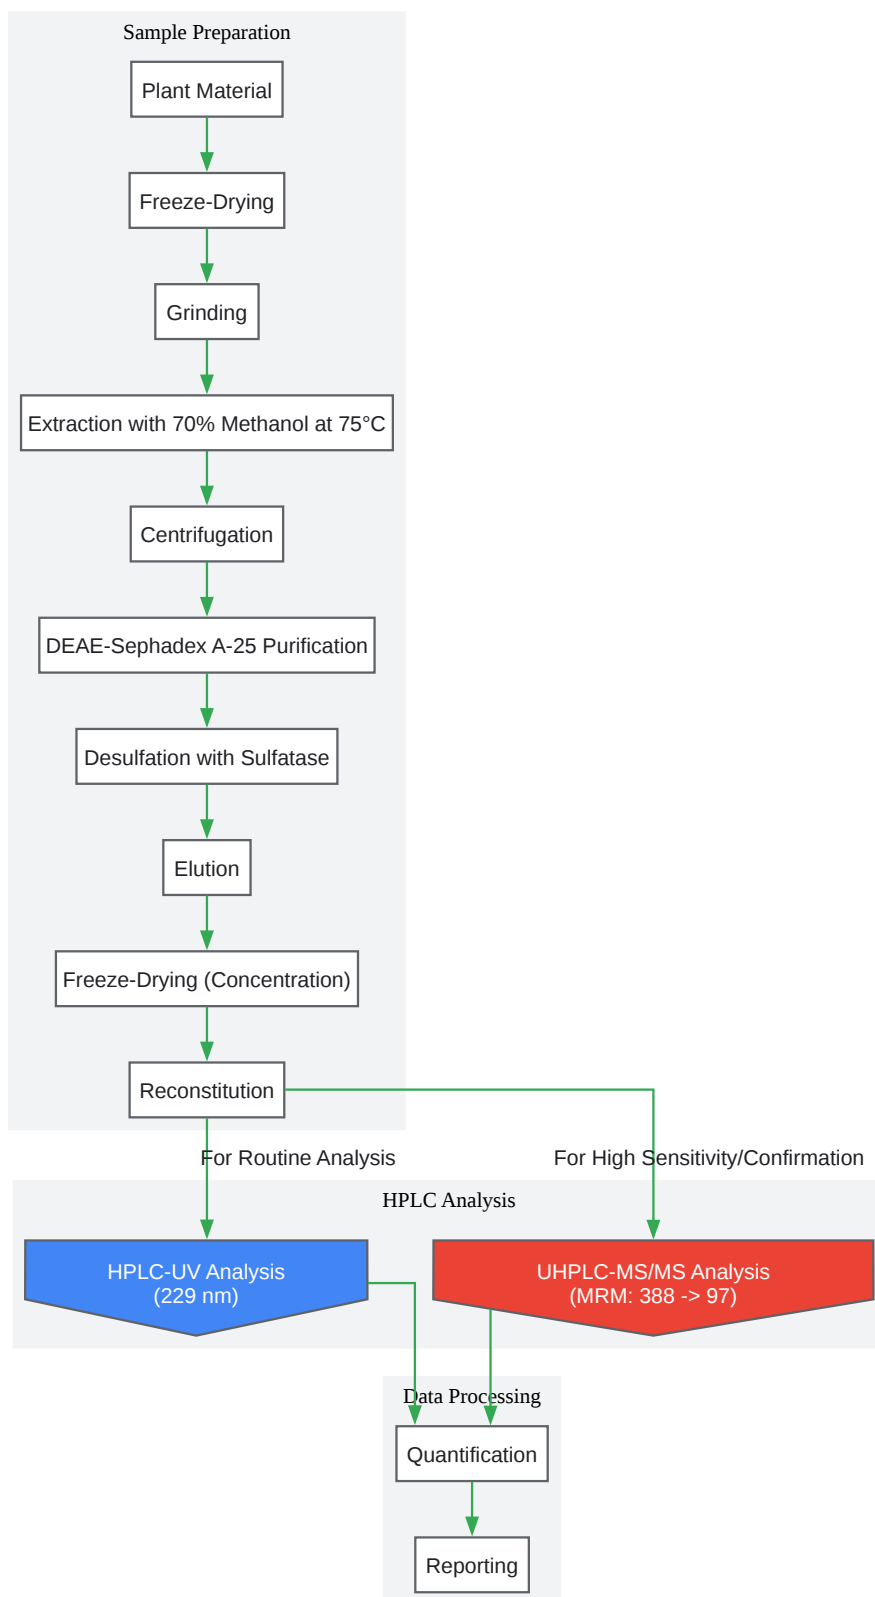 Sample Preparation
Plant Material
Freeze-Drying
Grinding
Extraction with 70% Methanol at 75°C
Centrifugation
DEAE-Sephadex A-25 Purification
Desulfation with Sulfatase
Elution
Freeze-Drying (Concentration)
Reconstitution
For Routine Analysis
For High Sensitivity/Confirmation
HPLC Analysis
HPLC-UV Analysis
(229 nm)
UHPLC-MS/MS Analysis
(MRM: 388 -> 97)
Data Processing
Quantification
Reporting